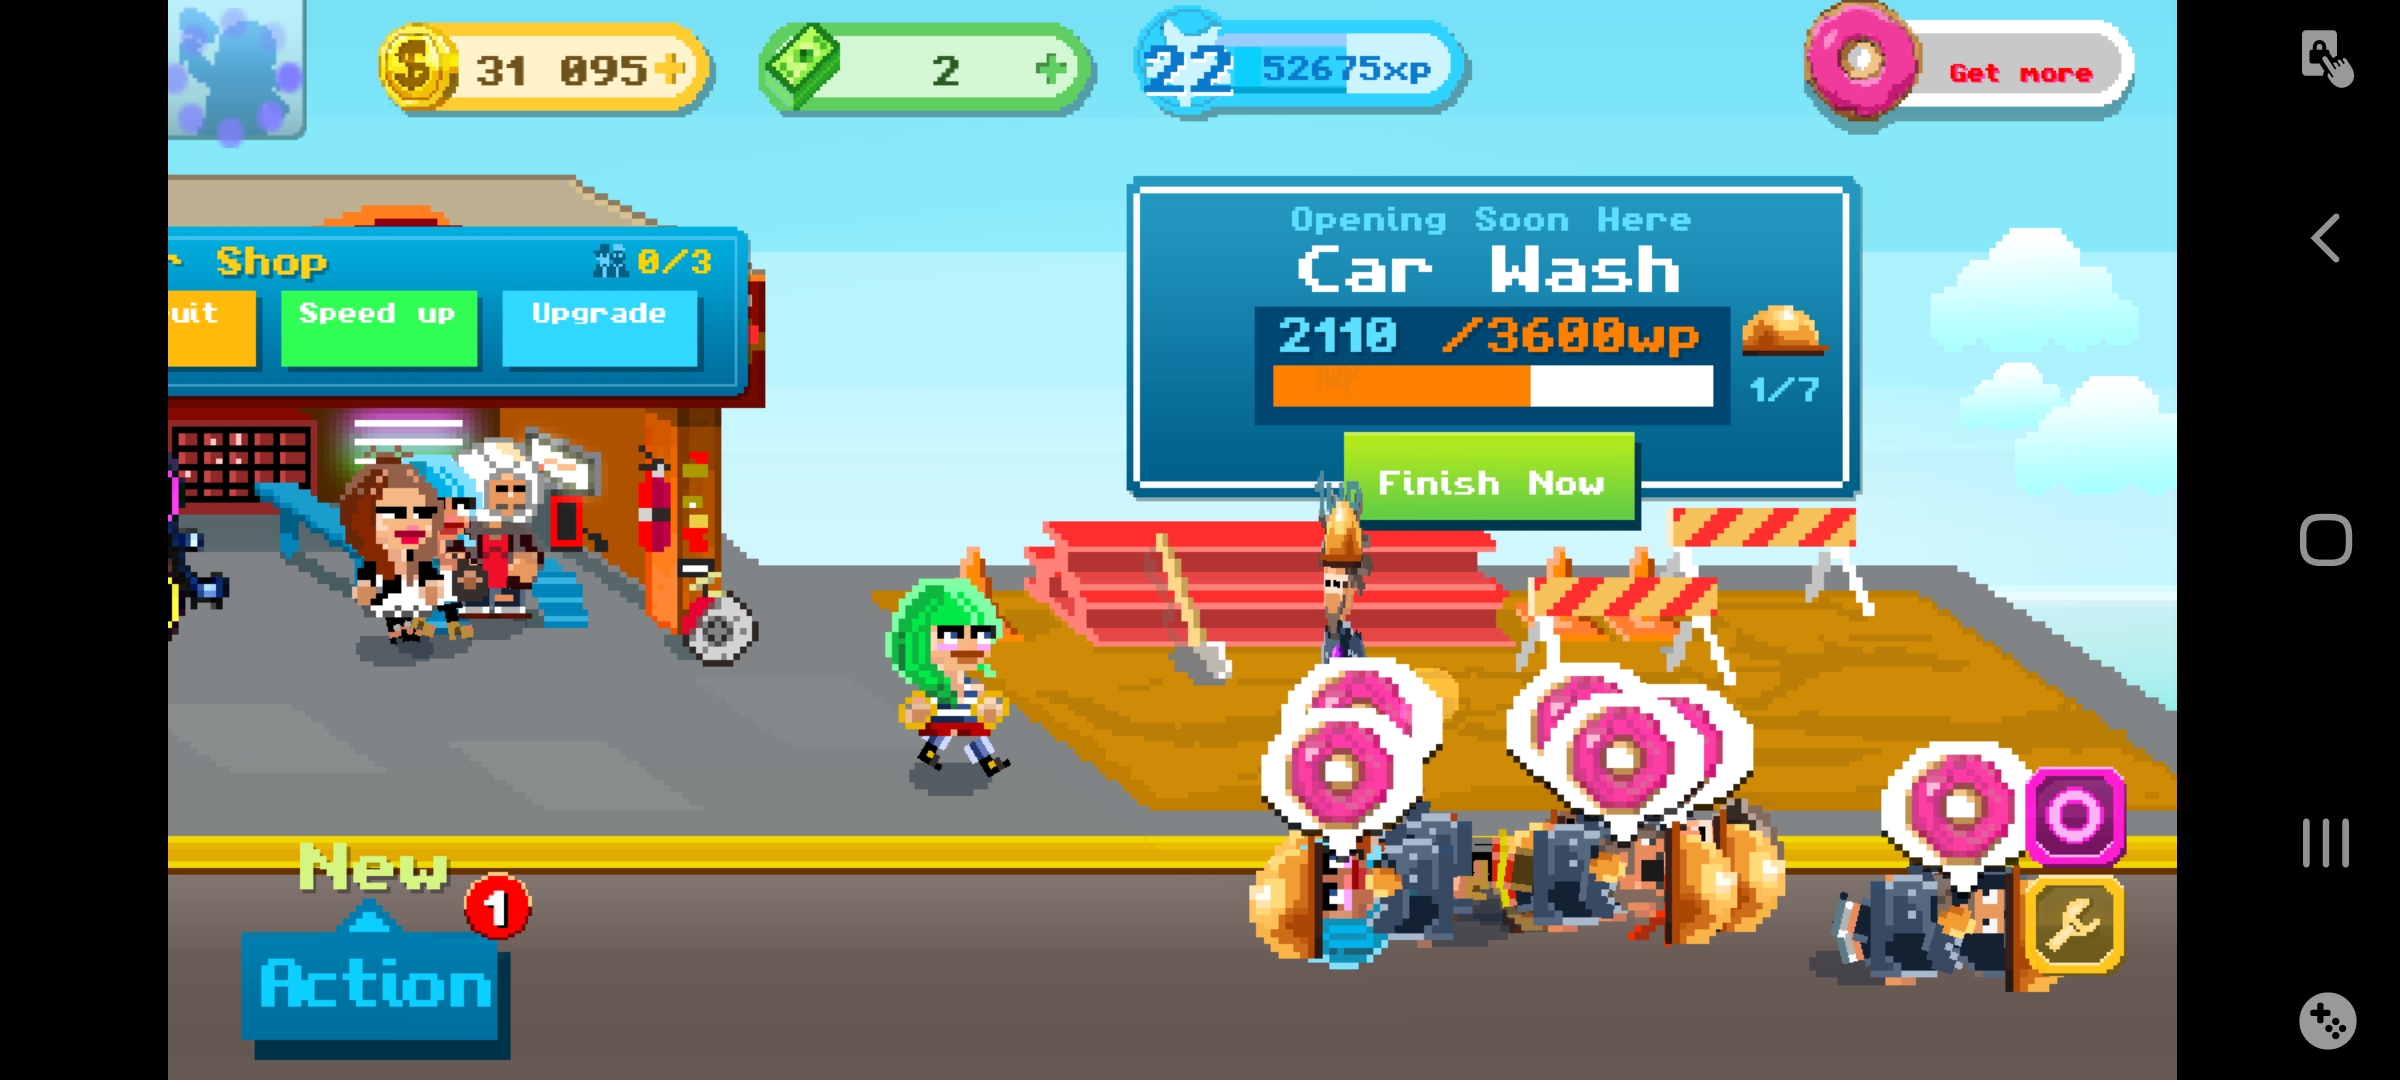 31 095
2
22 52675xp
Get more
Shop
0/3
uit
Speed up
Upgrade
Opening Soon Here
Car Wash
2110 /3600wp
1/7
Finish Now
New
1
Action